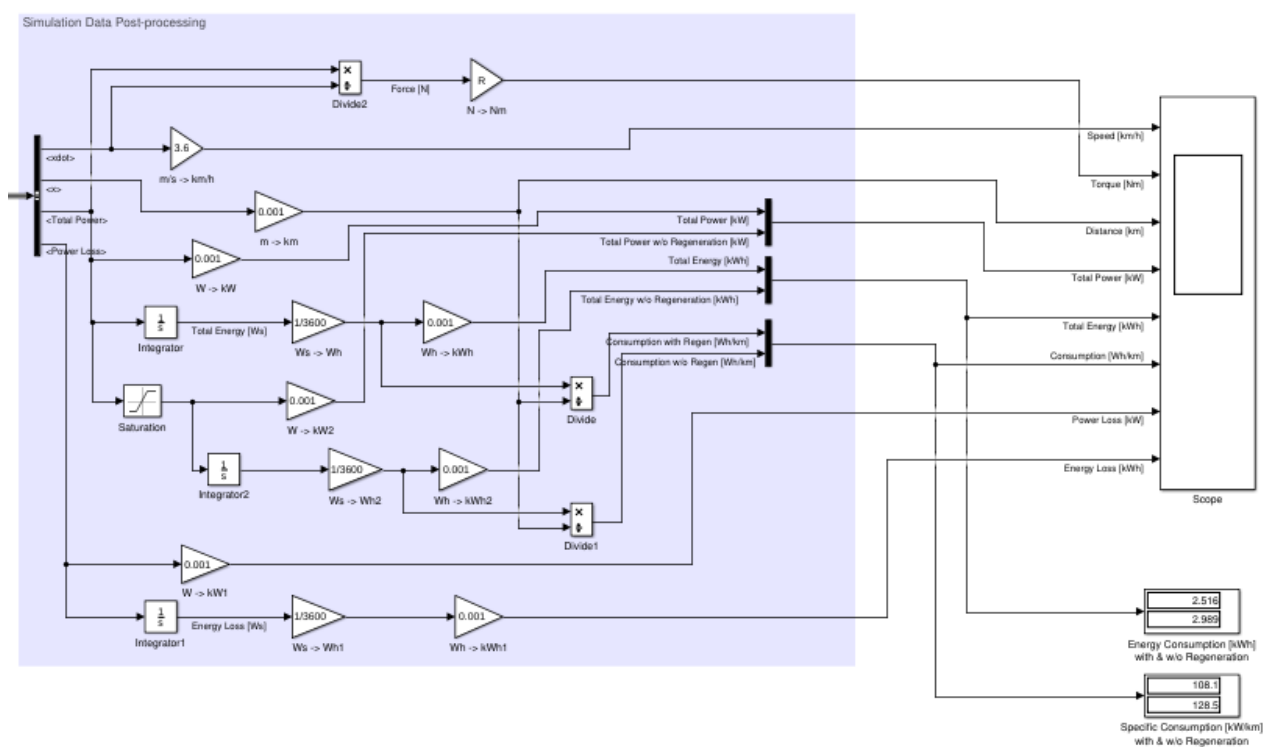 Simulation Data Post-processing
×
÷
Divide2
Force [N]
R
N -> Nm
<xdot>
3.6
m/s -> km/h
Speed [km/h]
<x>
Torque [Nm]
<Total Power>
0.001
m -> km
Total Power [kW]
Distance [km]
Total Power w/o Regeneration [kW]
<Power Loss>
0.001
W -> kW
Total Energy [kWh]
Total Power [kW]
Total Energy w/o Regeneration [kWh]
1
s
Integrator
Total Energy [Ws]
1/3600
Ws -> Wh
0.001
Wh -> kWh
Total Energy [kWh]
Consumption with Regen [Wh/km]
Consumption w/o Regen [Wh/km]
Consumption [Wh/km]
Saturation
0.001
W -> kW2
×
÷
Divide
Power Loss [kW]
1
s
Integrator2
1/3600
Ws -> Wh2
0.001
Wh -> kWh2
Energy Loss [kWh]
Scope
×
÷
Divide1
0.001
W -> kW1
1
s
Integrator1
Energy Loss [Ws]
1/3600
Ws -> Wh1
0.001
Wh -> kWh1
2.516
2.989
Energy Consumption [kWh]
with & w/o Regeneration
108.1
128.5
Specific Consumption [kW/km]
with & w/o Regeneration